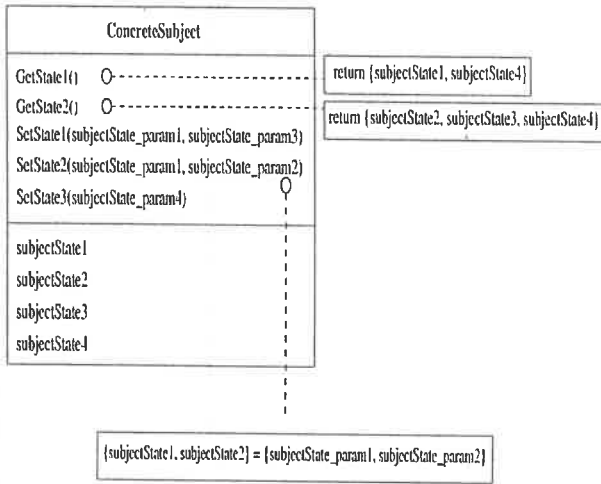 ConcreteSubject
GetState1()
return {subjectState1, subjectState4}
GetState2()
return {subjectState2, subjectState3, subjectState4}
SetState1(subjectState_param1, subjectState_param3)
SetState2(subjectState_param1, subjectState_param2)
SetState3(subjectState_param4)
subjectState1
subjectState2
subjectState3
subjectState4
{subjectState1, subjectState2} = {subjectState_param1, subjectState_param2}